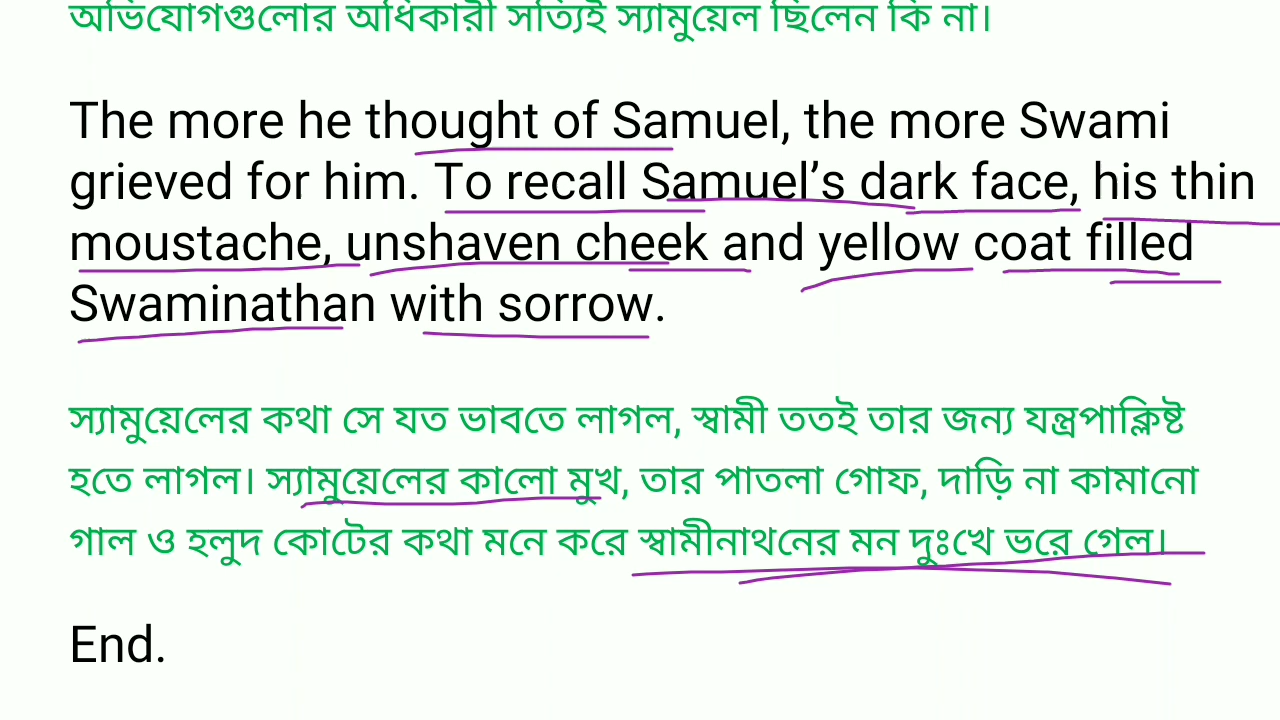 অভিযোগগুলোর অধিকারী সত্যিই স্যামুয়েল ছিলেন কি না।
The more he thought of Samuel, the more Swami
grieved for him. To recall Samuel’s dark face, his thin
moustache, unshaven cheek and yellow coat filled
Swaminathan with sorrow.
স্যামুয়েলের কথা সে যত ভাবতে লাগল, স্বামী ততই তার জন্য যন্ত্রপাক্লিষ্ট
হতে লাগল। স্যামুয়েলের কালো মুখ, তার পাতলা গোফ, দাড়ি না কামানো
গাল ও হলুদ কোটের কথা মনে করে স্বামীনাথনের মন দুঃখে ভরে গেল।
End.